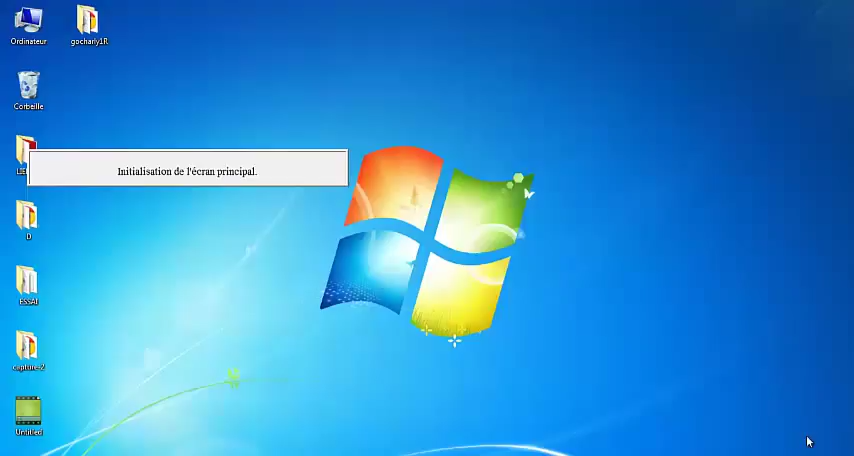 Ordinateur
gocharly1R
Corbeille
Initialisation de l'écran principal.
D
ESSAI
capture-2
Untitled